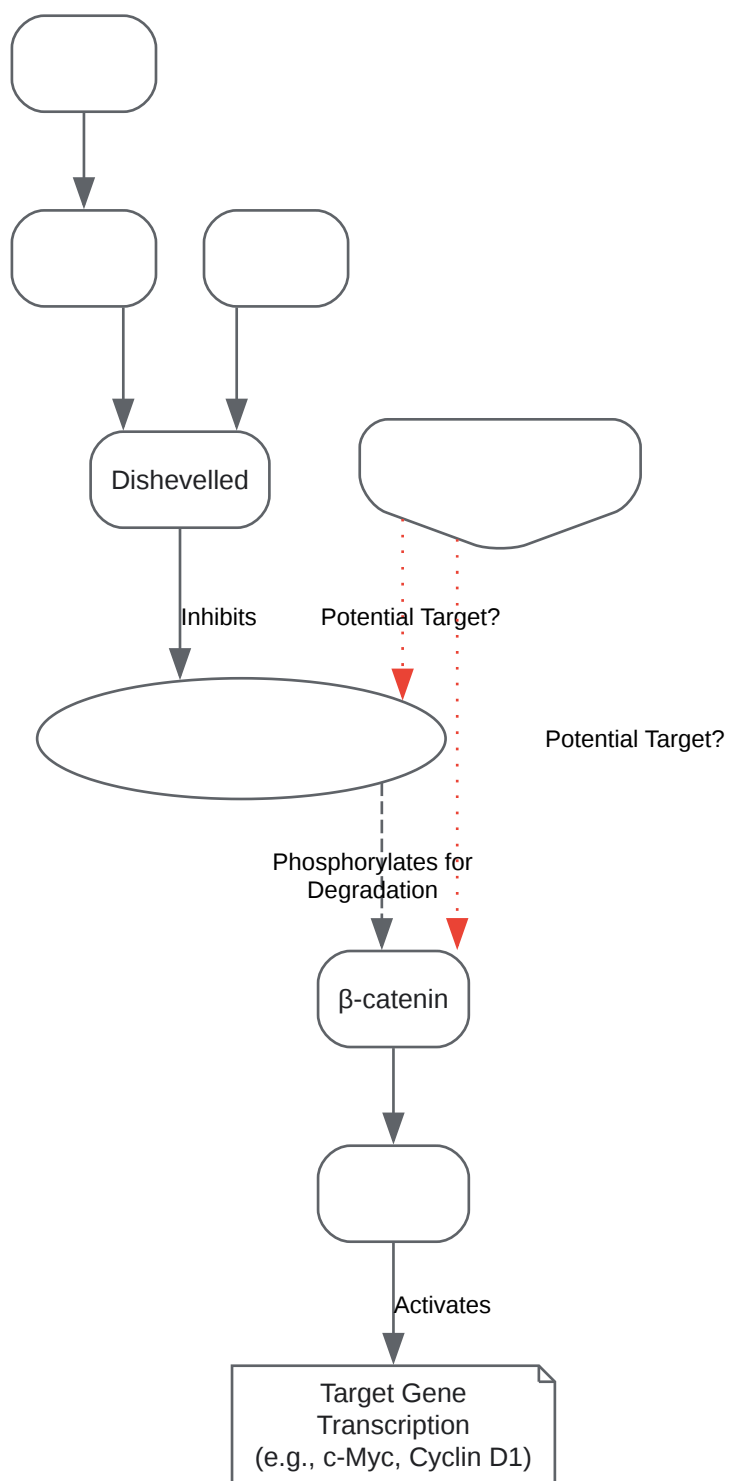 Dishevelled
Inhibits
Potential Target?
Potential Target?
Phosphorylates for
Degradation
β-catenin
Activates
Target Gene
Transcription
(e.g., c-Myc, Cyclin D1)